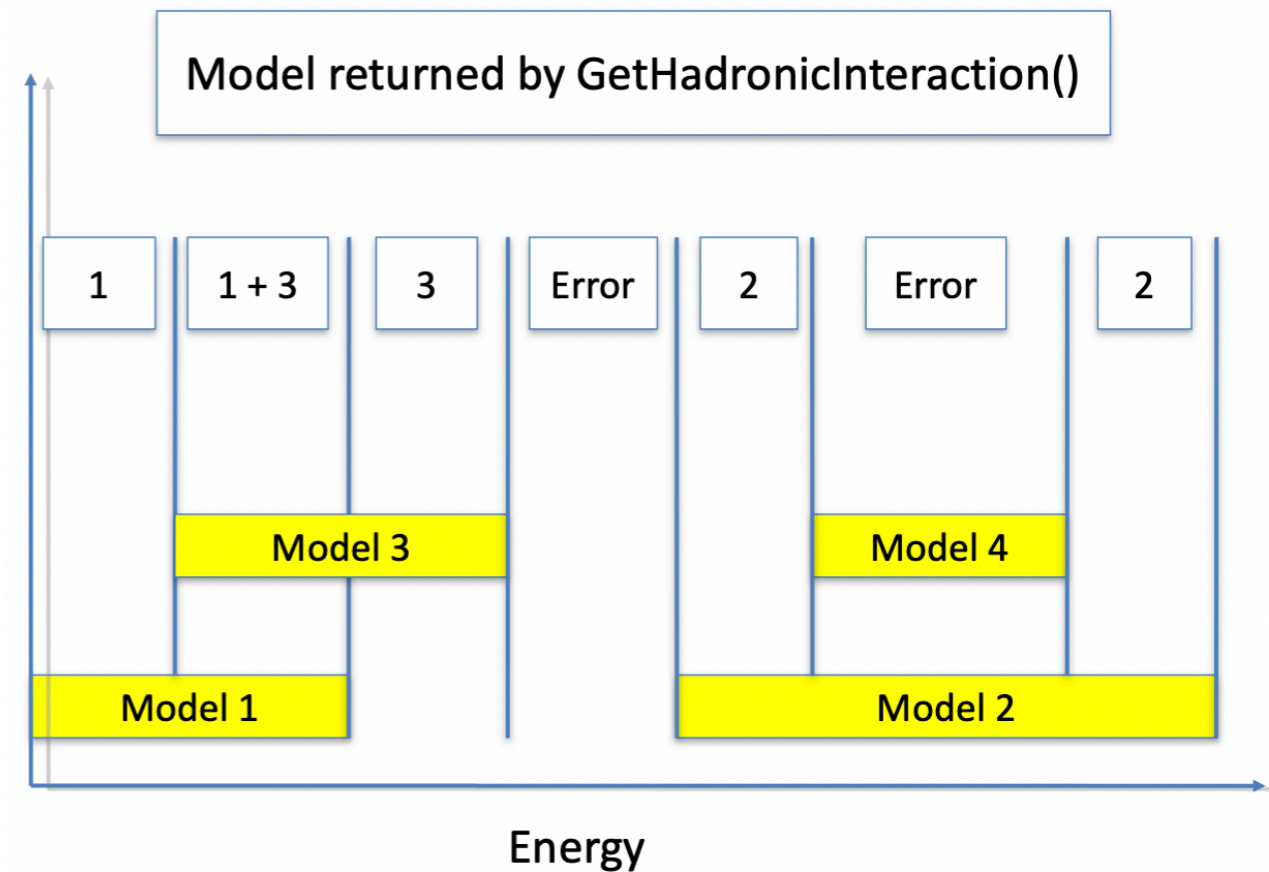 Model returned by GetHadronicInteraction()
1
1 + 3
3
Error
2
Error
2
Model 3
Model 4
Model 1
Model 2
Energy